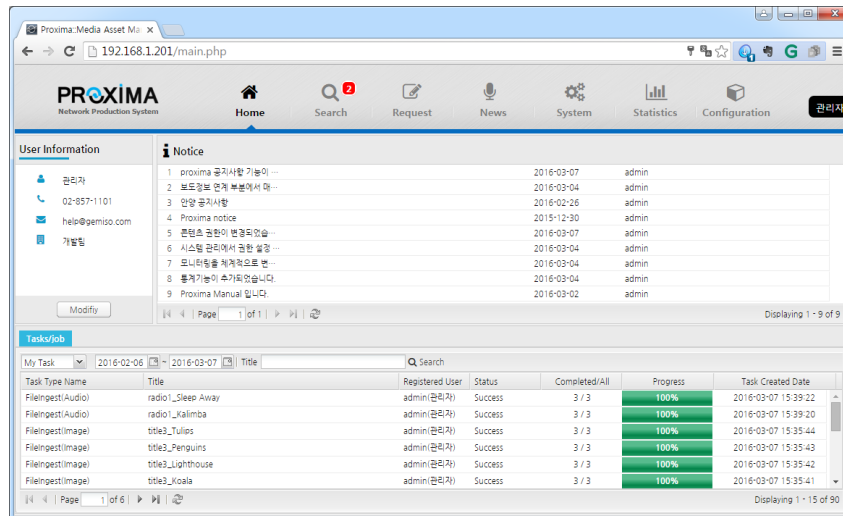 Proxima::Media Asset Ma
192.168.1.201/main.php
PROXIMA
Network Production System
Home
Search
2
Request
News
System
Statistics
Configuration
관리자
User Information
관리자
02-857-1101
help@gemiso.com
개발팀
Modifiy
Notice
1 proxima 공지사항 기능이 ... 2016-03-07 admin
2 보도정보 연계 부분에서 매... 2016-03-04 admin
3 안양 공지사항 2016-02-26 admin
4 Proxima notice 2015-12-30 admin
5 콘텐츠 권한이 변경되었습... 2016-03-07 admin
6 시스템 관리에서 권한 설정 ... 2016-03-04 admin
7 모니터링을 체계적으로 변... 2016-03-04 admin
8 통계기능이 추가되었습니다. 2016-03-04 admin
9 Proxima Manual 입니다. 2016-03-02 admin
Page 1 of 1
Displaying 1 - 9 of 9
Tasks/job
My Task 2016-02-06 ~ 2016-03-07 Title Search
Task Type Name Title Registered User Status Completed/All Progress Task Created Date
FileIngest(Audio) radio1_Sleep Away admin(관리자) Success 3 / 3 100% 2016-03-07 15:39:22
FileIngest(Audio) radio1_Kalimba admin(관리자) Success 3 / 3 100% 2016-03-07 15:39:20
FileIngest(Image) title3_Tulips admin(관리자) Success 3 / 3 100% 2016-03-07 15:35:44
FileIngest(Image) title3_Penguins admin(관리자) Success 3 / 3 100% 2016-03-07 15:35:43
FileIngest(Image) title3_Lighthouse admin(관리자) Success 3 / 3 100% 2016-03-07 15:35:42
FileIngest(Image) title3_Koala admin(관리자) Success 3 / 3 100% 2016-03-07 15:35:41
Page 1 of 6
Displaying 1 - 15 of 90